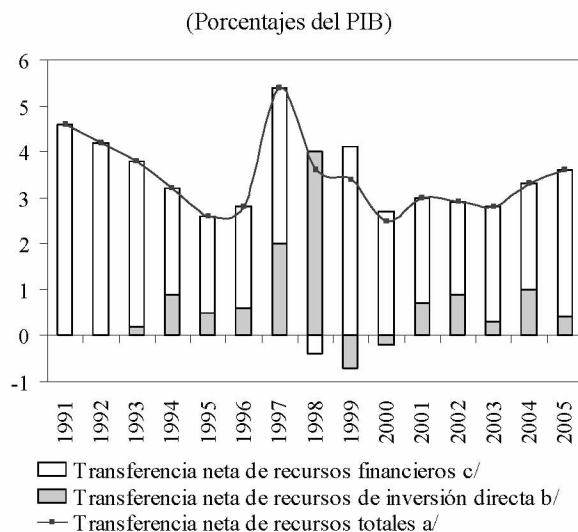 (Porcentajes del PIB)
6
5
4
3
2
1
0
-1
1991 1992 1993 1994 1995 1996 1997 1998 1999 2000 2001 2002 2003 2004 2005
Transferencia neta de recursos financieros c/
Transferencia neta de recursos de inversión directa b/
Transferencia neta de recursos totales a/